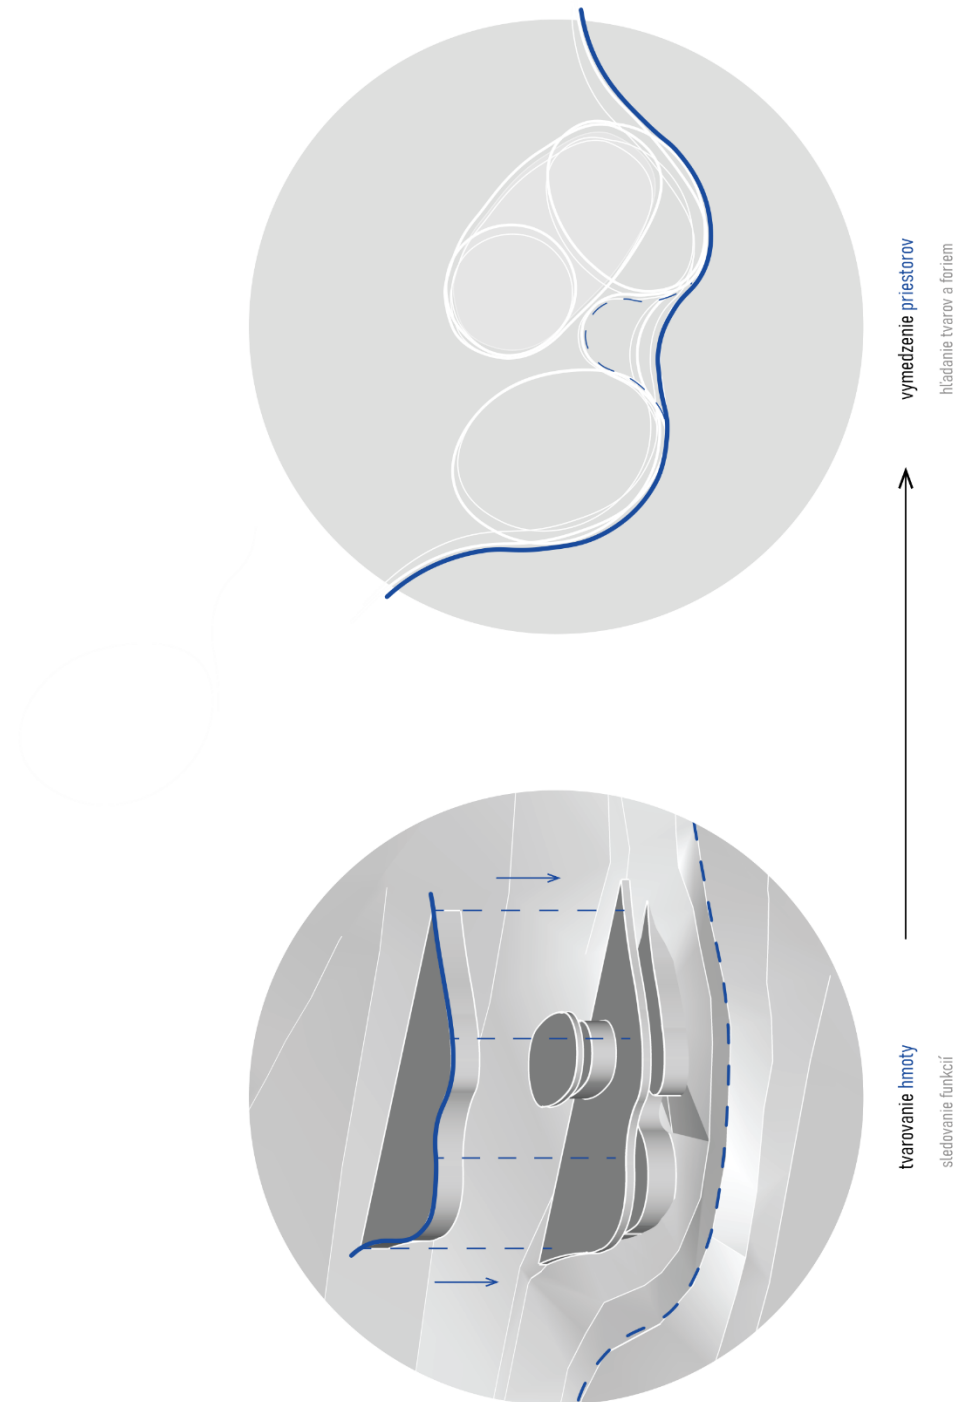 tvarovanie hmoty
sledovanie funkcií
vymedzenie priestorov
hľadanie tvarov a foriem